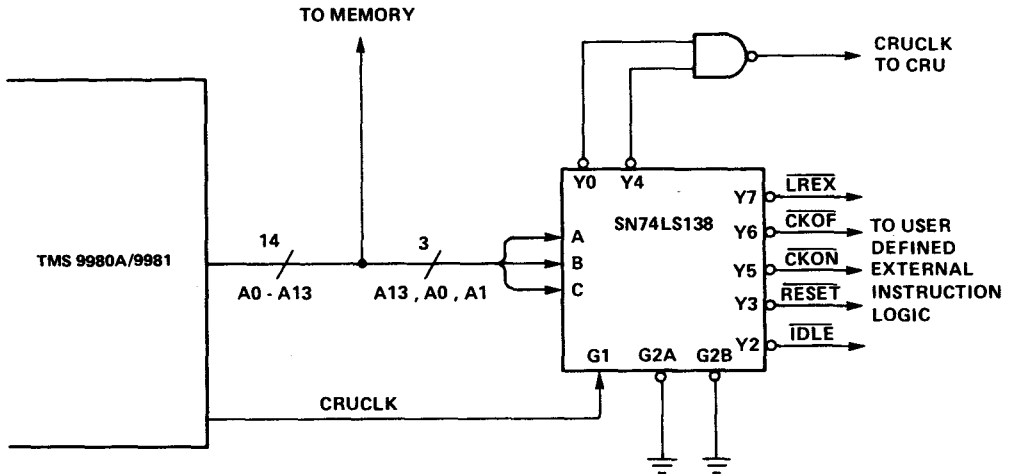 TO MEMORY
CRUCLK
TO CRU
Y0 Y4
SN74LS138
TMS 9980A/9981
14
A0 - A13
3
A13 , A0 , A1
A
B
C
Y7
Y6
Y5
Y3
Y2
LREX
CKOF
CKON
RESET
IDLE
TO USER
DEFINED
EXTERNAL
INSTRUCTION
LOGIC
G1 G2A G2B
CRUCLK